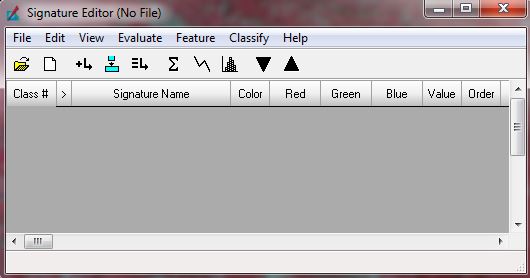 Signature Editor (No File)
File Edit View Evaluate Feature Classify Help
Class # > Signature Name Color Red Green Blue Value Order